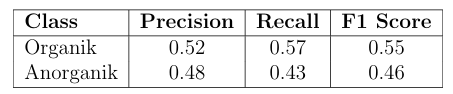 Class Precision Recall F1 Score
Organik 0.52 0.57 0.55
Anorganik 0.48 0.43 0.46